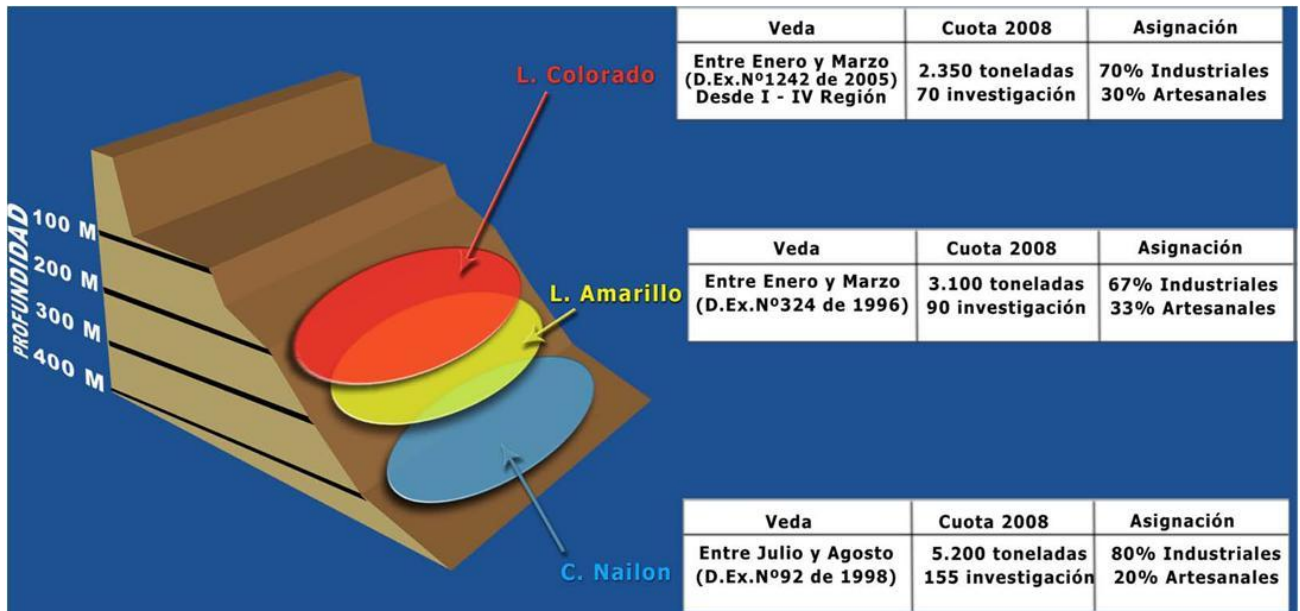 PROFUNDIDAD
100 M
200 M
300 M
400 M
L. Colorado
Veda Cuota 2008 Asignación
Entre Enero y Marzo
(D.Ex.Nº1242 de 2005)
Desde I - IV Región
2.350 toneladas
70 investigación
70% Industriales
30% Artesanales
L. Amarillo
Veda Cuota 2008 Asignación
Entre Enero y Marzo
(D.Ex.Nº324 de 1996)
3.100 toneladas
90 investigación
67% Industriales
33% Artesanales
C. Nailon
Veda Cuota 2008 Asignación
Entre Julio y Agosto
(D.Ex.Nº92 de 1998)
5.200 toneladas
155 investigación
80% Industriales
20% Artesanales